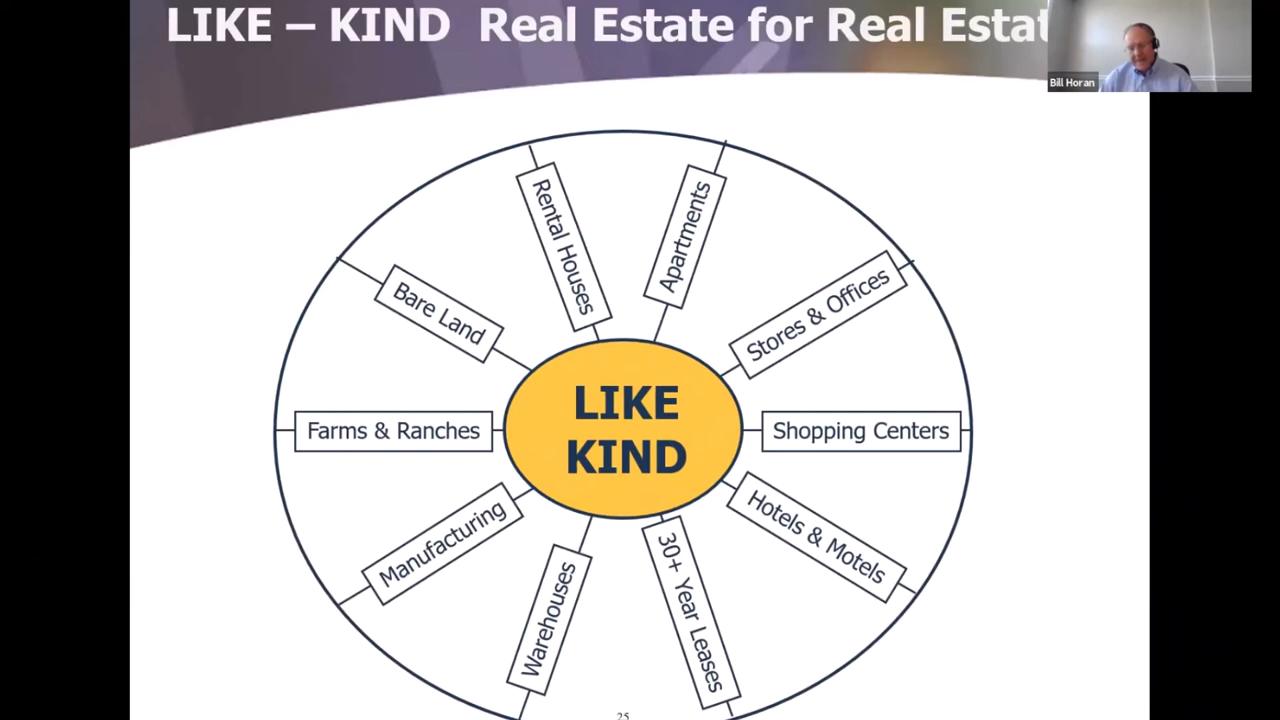 LIKE – KIND Real Estate for Real Estat
Bill Horan
Rental Houses
Apartments
Bare Land
Stores & Offices
LIKE
KIND
Farms & Ranches
Shopping Centers
Manufacturing
Hotels & Motels
Warehouses
30+ Year Leases
25